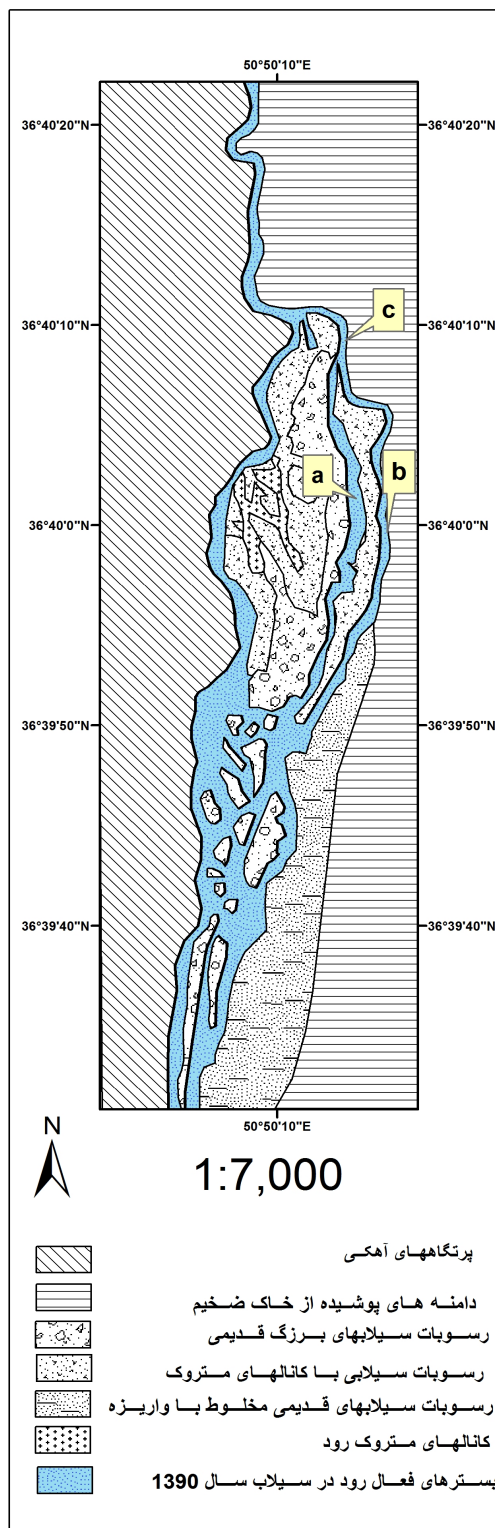 50°50'10"E
36°40'20"N 36°40'20"N
36°40'10"N 36°40'10"N
c
a b
36°40'0"N 36°40'0"N
36°39'50"N 36°39'50"N
36°39'40"N 36°39'40"N
50°50'10"E
N
1:7,000
پرتگاههای آهکی
دامنه های پوشیده از خاک ضخیم
رسوبات سیلابهای برزگ قدیمی
رسوبات سیلابی با کانالهای متروک
رسوبات سیلابهای قدیمی مخلوط با واریزه
کانالهای متروک رود
بسترهای فعال رود در سیلاب سال 1390